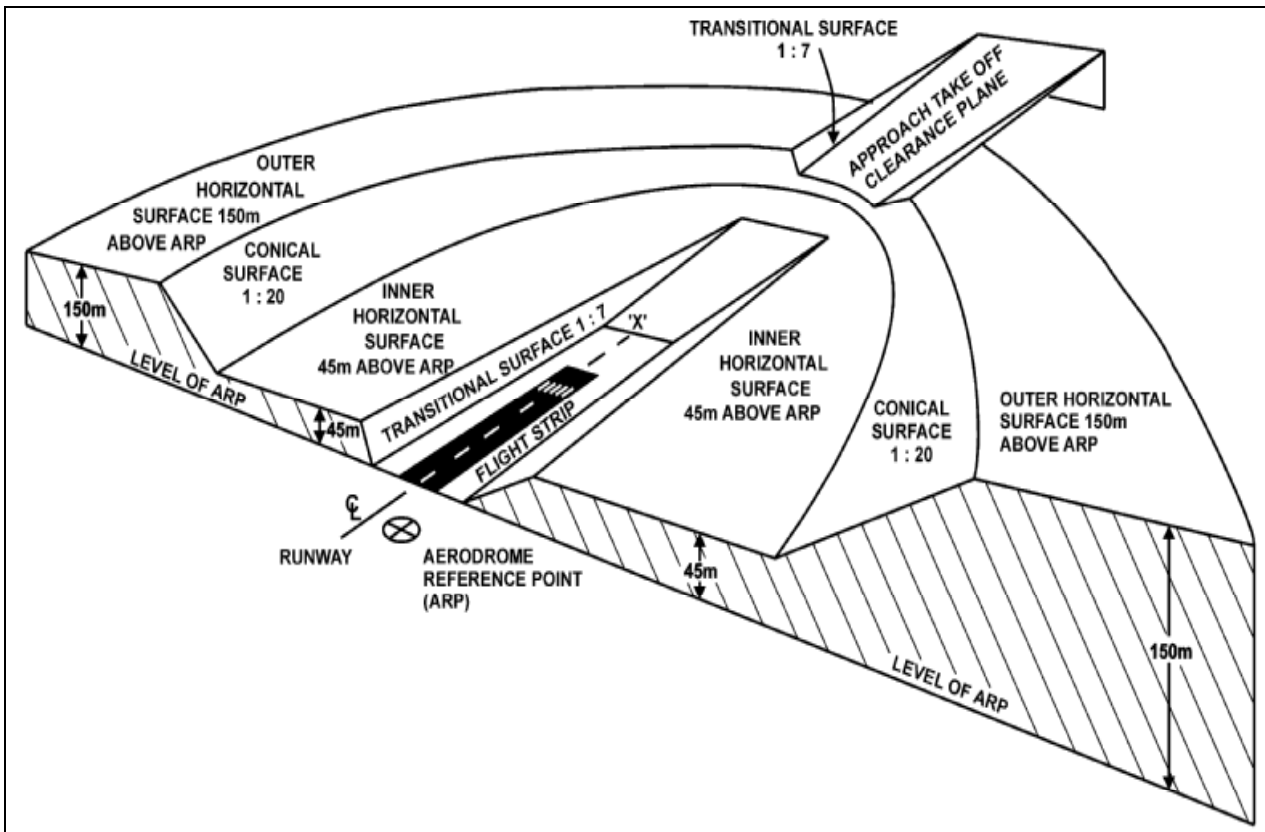 TRANSITIONAL SURFACE
1 : 7
APPROACH TAKE OFF
CLEARANCE PLANE
OUTER
HORIZONTAL
SURFACE 150m
ABOVE ARP
CONICAL
SURFACE
1 : 20
INNER
HORIZONTAL
SURFACE
45m ABOVE ARP
150m
LEVEL OF ARP
45m
TRANSITIONAL SURFACE 1 : 7
'X'
FLIGHT STRIP
INNER
HORIZONTAL
SURFACE
45m ABOVE ARP
CONICAL
SURFACE
1 : 20
OUTER HORIZONTAL
SURFACE 150m
ABOVE ARP
CL
RUNWAY
AERODROME
REFERENCE POINT
(ARP)
45m
LEVEL OF ARP
150m